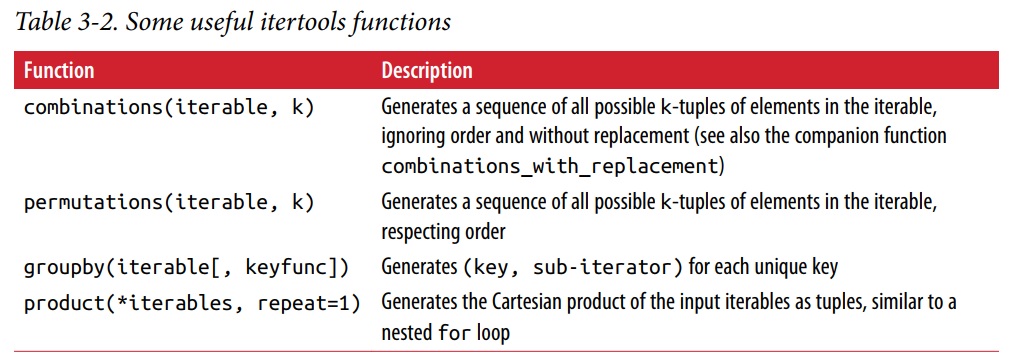 Table 3-2. Some useful itertools functions
Function Description
combinations(iterable, k) Generates a sequence of all possible k-tuples of elements in the iterable,
ignoring order and without replacement (see also the companion function
combinations_with_replacement)
permutations(iterable, k) Generates a sequence of all possible k-tuples of elements in the iterable,
respecting order
groupby(iterable[, keyfunc]) Generates (key, sub-iterator) for each unique key
product(*iterables, repeat=1) Generates the Cartesian product of the input iterables as tuples, similar to a
nested for loop